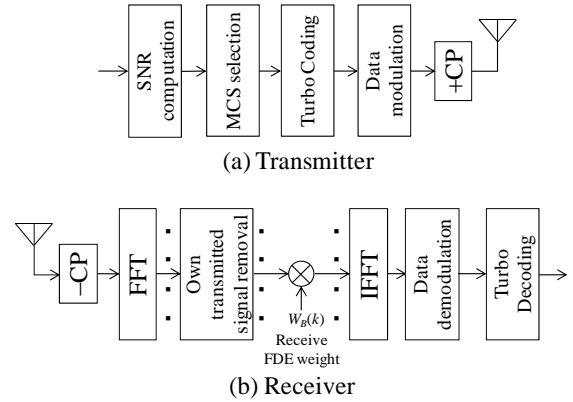 SNR
computation
MCS selection
Turbo Coding
Data
modulation
+CP
(a) Transmitter
−CP
FFT
Own
transmitted
signal removal
W_B(k)
Receive
FDE weight
IFFT
Data
demodulation
Turbo
Decoding
(b) Receiver